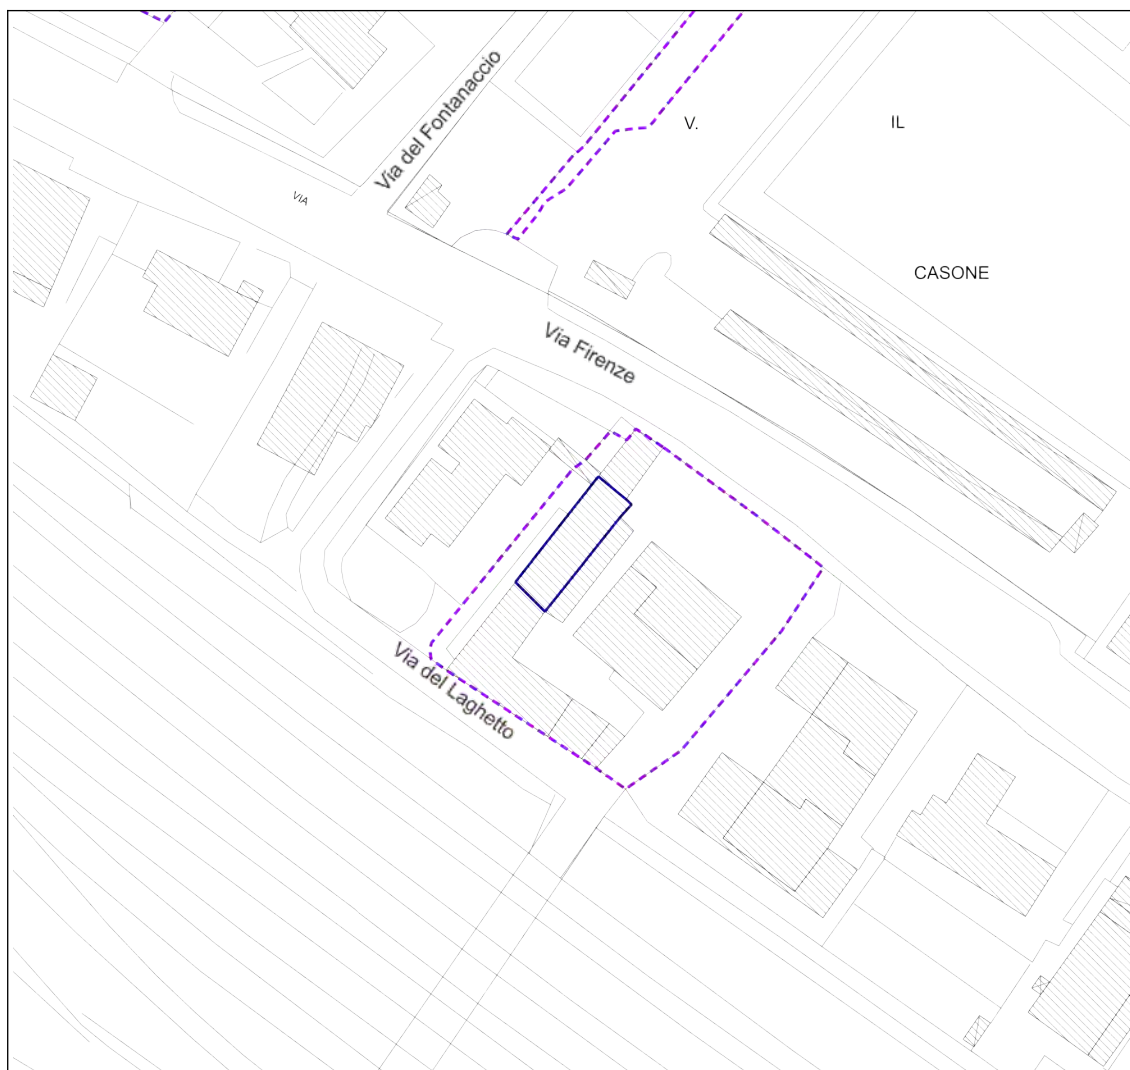 Via del Fontanaccio
V.
IL
VIA
CASONE
Via Firenze
Via del Laghetto